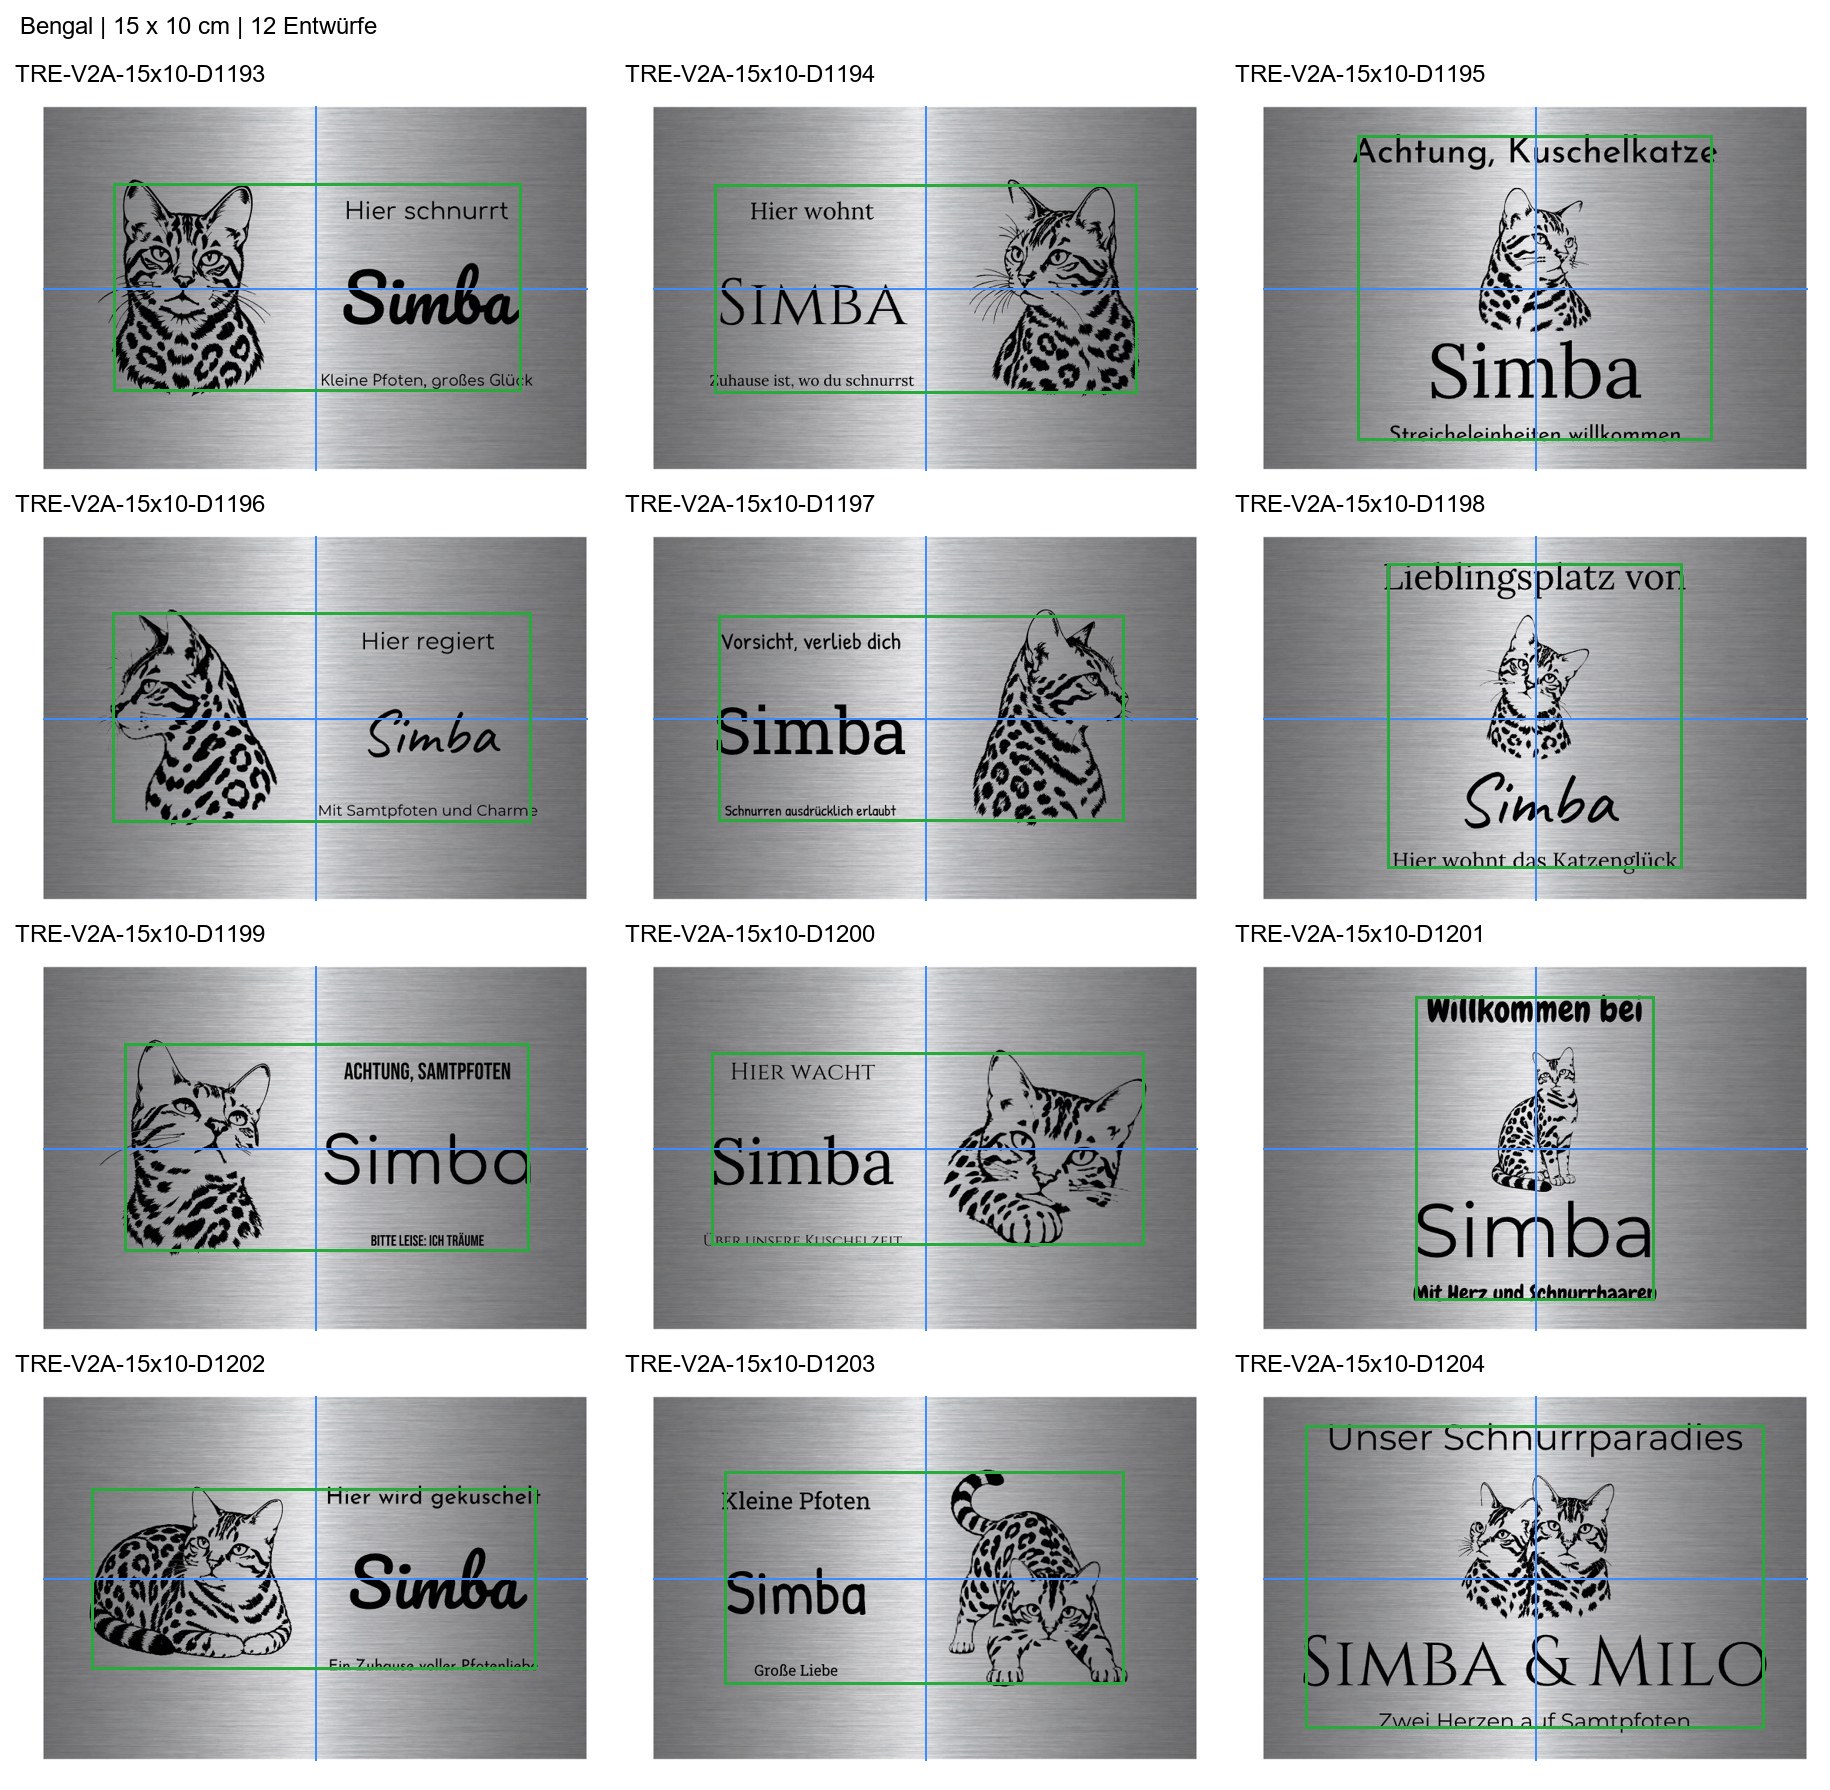 Bengal | 15 x 10 cm | 12 Entwürfe
TRE-V2A-15x10-D1193
Hier schnurrt
Simba
Kleine Pfoten, großes Glück
TRE-V2A-15x10-D1194
Hier wohnt
SIMBA
Zuhause ist, wo du schnurrst
TRE-V2A-15x10-D1195
Achtung, Kuschelkatze
Simba
Streicheleinheiten willkommen
TRE-V2A-15x10-D1196
Hier regiert
Simba
Mit Samtpfoten und Charme
TRE-V2A-15x10-D1197
Vorsicht, verlieb dich
Simba
Schnurren ausdrücklich erlaubt
TRE-V2A-15x10-D1198
Lieblingsplatz von
Simba
Hier wohnt das Katzenglück
TRE-V2A-15x10-D1199
ACHTUNG, SAMTPFOTEN
Simba
BITTE LEISE: ICH TRÄUME
TRE-V2A-15x10-D1200
HIER WACHT
Simba
ÜBER UNSERE KUSCHELZEIT
TRE-V2A-15x10-D1201
Willkommen bei
Simba
Mit Herz und Schnurrhaaren
TRE-V2A-15x10-D1202
Hier wird gekuschelt
Simba
Ein Zuhause voller Pfotenliebe
TRE-V2A-15x10-D1203
Kleine Pfoten
Simba
Große Liebe
TRE-V2A-15x10-D1204
Unser Schnurrparadies
SIMBA & MILO
Zwei Herzen auf Samtpfoten